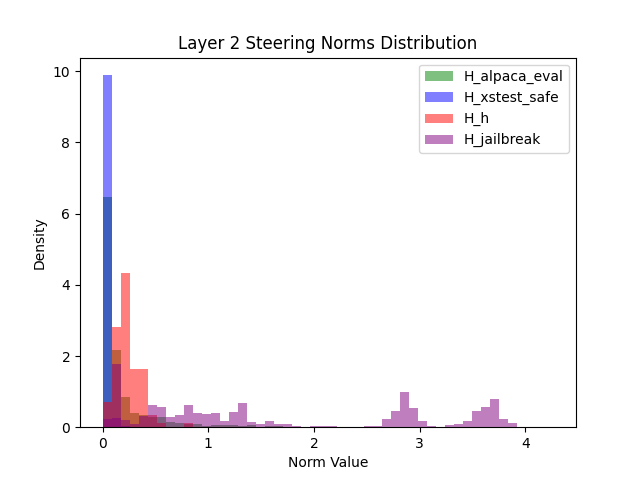 Layer 2 Steering Norms Distribution
H_alpaca_eval
H_xstest_safe
H_h
H_jailbreak
10
8
6
4
2
0
Density
0 1 2 3 4
Norm Value